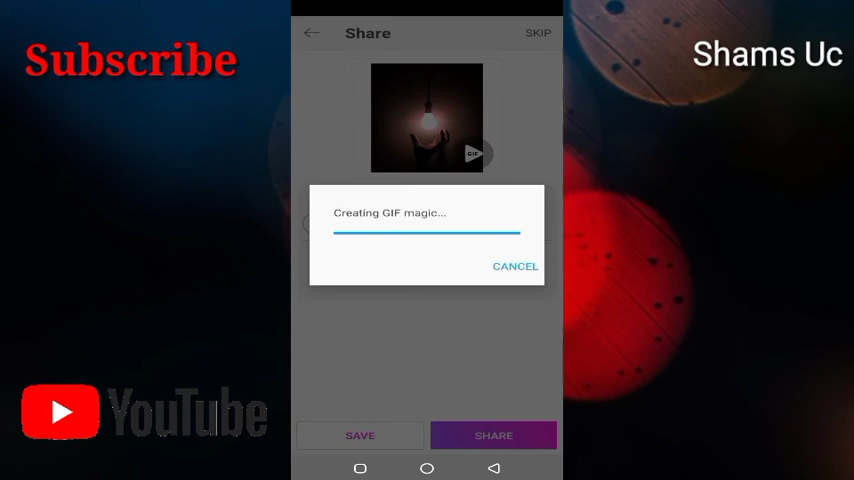 Subscribe
Shams Uc
Share
SKIP
GIF
Creating GIF magic...
CANCEL
SAVE
SHARE
YouTube